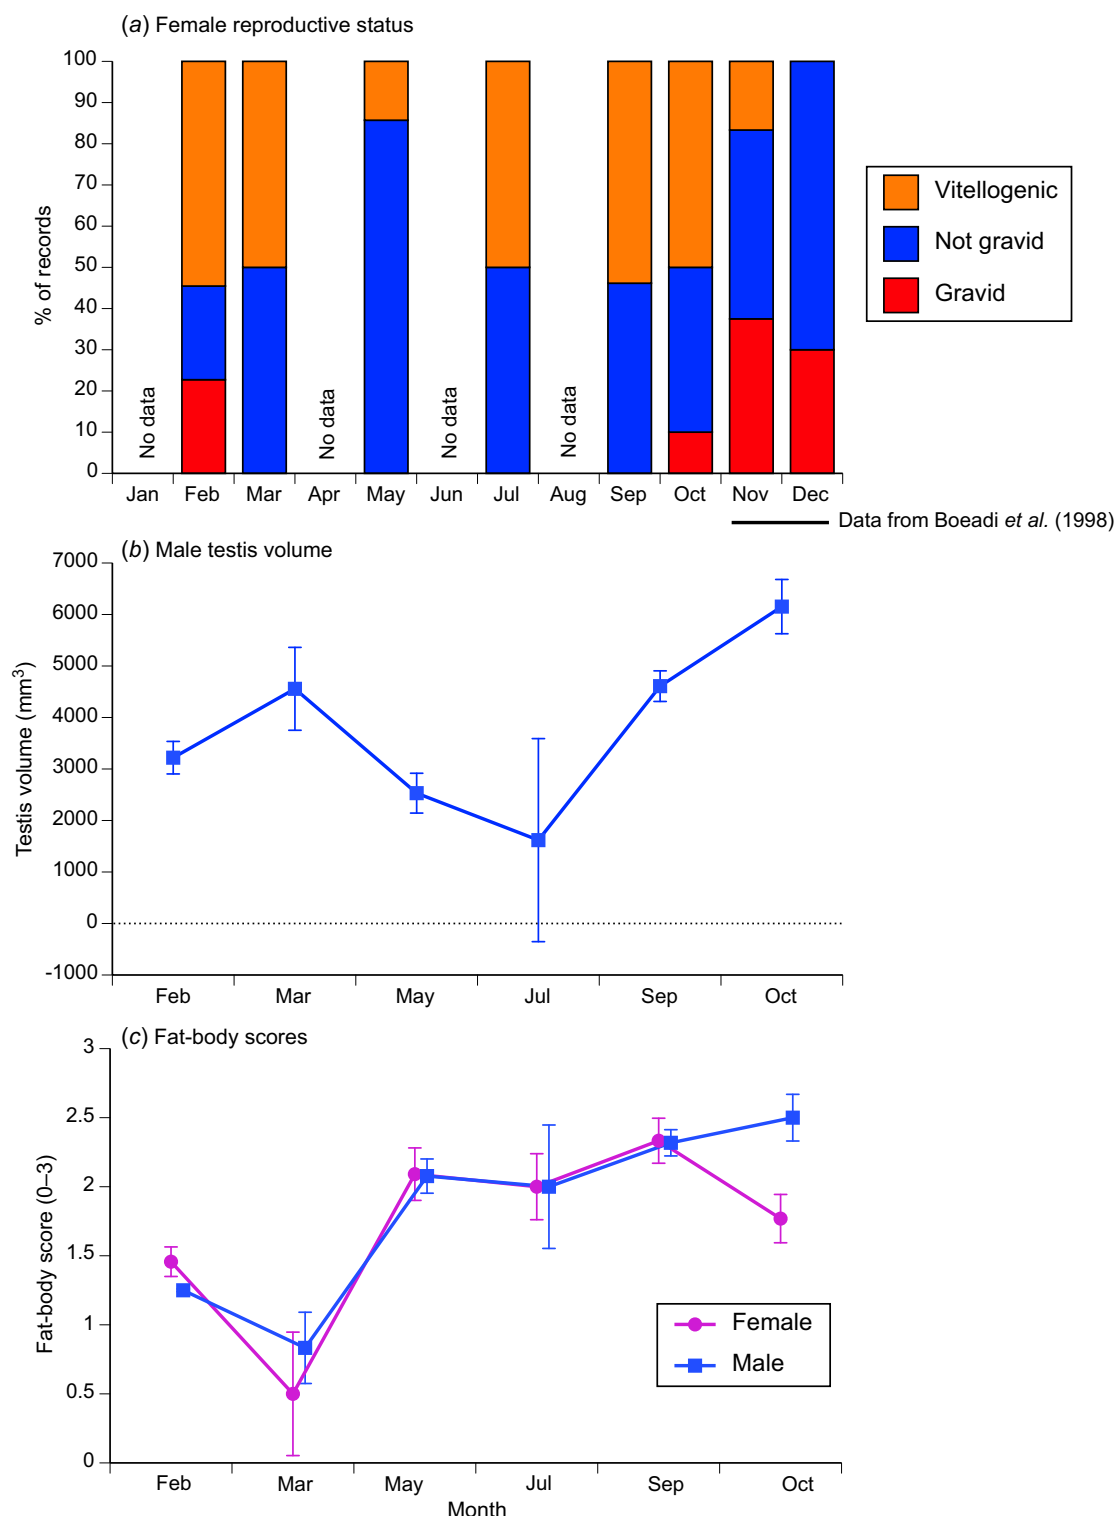 (a) Female reproductive status
100
90
80
70
60
50
40
30
20
10
0
% of records
No data
No data
No data
No data
Jan Feb Mar Apr May Jun Jul Aug Sep Oct Nov Dec
Vitellogenic
Not gravid
Gravid
Data from Boeadi et al. (1998)
(b) Male testis volume
7000
6000
5000
4000
3000
2000
1000
0
-1000
Testis volume (mm³)
Feb Mar May Jul Sep Oct
(c) Fat-body scores
3
2.5
2
1.5
1
0.5
0
Fat-body score (0–3)
Female
Male
Feb Mar May Jul Sep Oct
Month